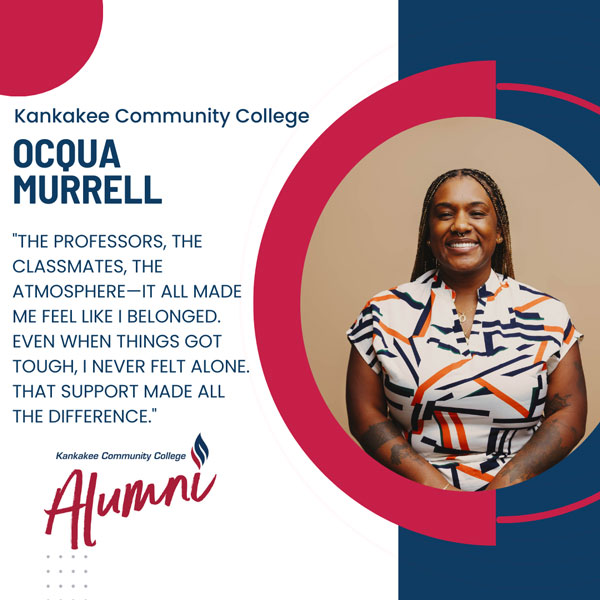 Kankakee Community College
OCQUA
MURRELL
"THE PROFESSORS, THE
CLASSMATES, THE
ATMOSPHERE—IT ALL MADE
ME FEEL LIKE I BELONGED.
EVEN WHEN THINGS GOT
TOUGH, I NEVER FELT ALONE.
THAT SUPPORT MADE ALL
THE DIFFERENCE."
Kankakee Community College
Alumni